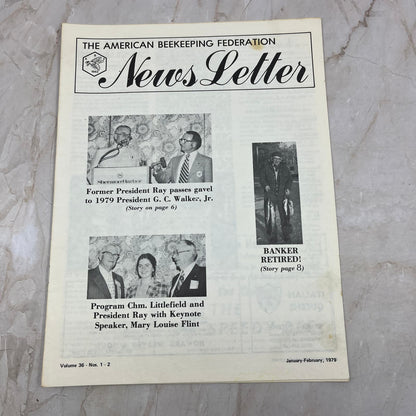 THE AMERICAN BEEKEEPING FEDERATION
News Letter
Former President Ray passes gavel
to 1979 President G. C. Walker, Jr.
(Story on page 6)
BANKER
RETIRED!
(Story page 8)
Program Chm. Littlefield and
President Ray with Keynote
Speaker, Mary Louise Flint
Volume 36 - Nos. 1 - 2
January-February, 1979